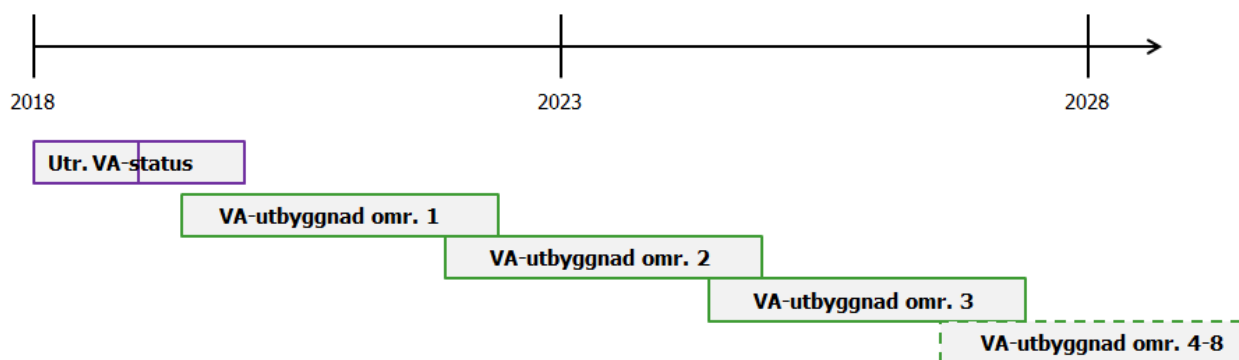 2018 2023 2028
Utr. VA-status
VA-utbyggnad omr. 1
VA-utbyggnad omr. 2
VA-utbyggnad omr. 3
VA-utbyggnad omr. 4-8